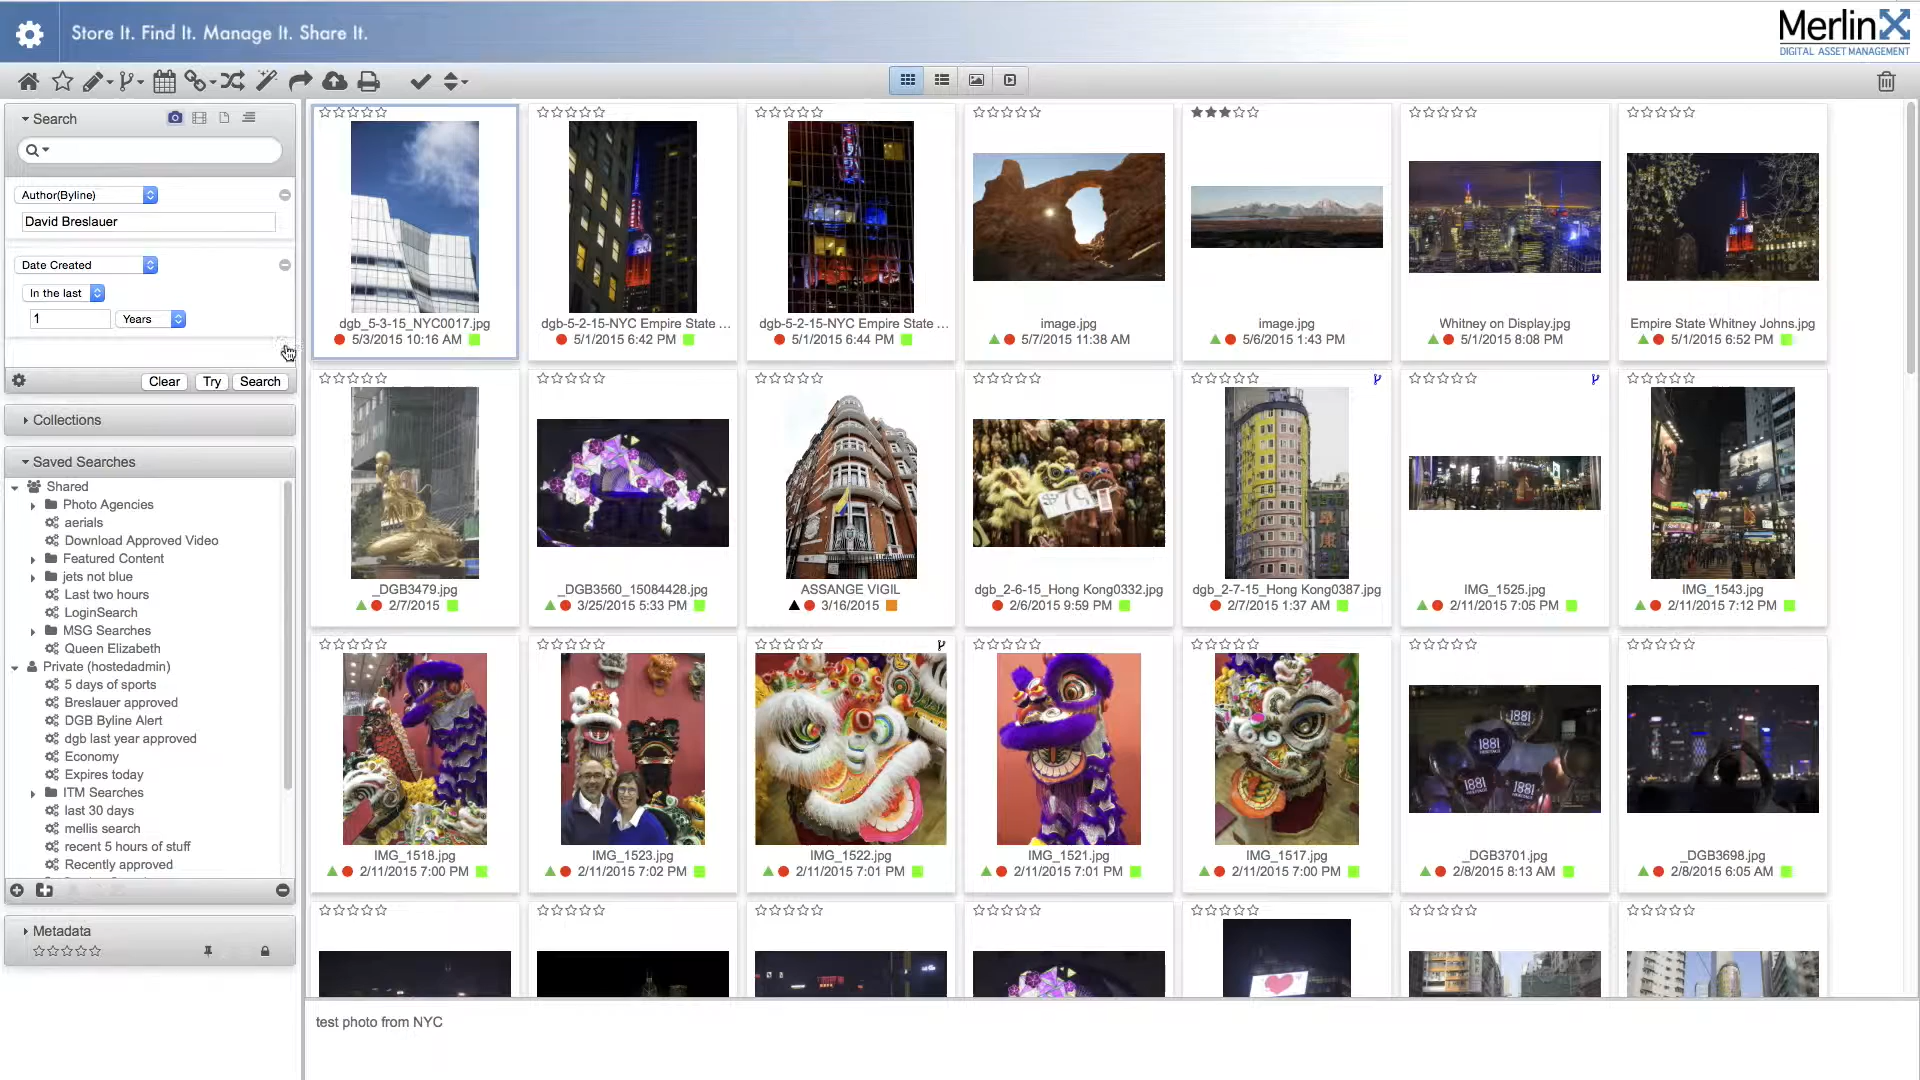 Store It. Find It. Manage It. Share It.
MerlinX
DIGITAL ASSET MANAGEMENT
Search
Author(Byline)
David Breslauer
Date Created
In the last
1 Years
Clear Try Search
Collections
Saved Searches
Shared
Photo Agencies
aerials
Download Approved Video
Featured Content
jets not blue
Last two hours
LoginSearch
MSG Searches
Queen Elizabeth
Private (hostedadmin)
5 days of sports
Breslauer approved
DGB Byline Alert
dgb last year approved
Economy
Expires today
ITM Searches
last 30 days
mellis search
recent 5 hours of stuff
Recently approved
Metadata
dgb_5-3-15_NYC0017.jpg
5/3/2015 10:16 AM
dgb-5-2-15-NYC Empire State ...
5/1/2015 6:42 PM
dgb-5-2-15-NYC Empire State ...
5/1/2015 6:44 PM
image.jpg
5/7/2015 11:38 AM
image.jpg
5/6/2015 1:43 PM
Whitney on Display.jpg
5/1/2015 8:08 PM
Empire State Whitney Johns.jpg
5/1/2015 6:52 PM
_DGB3479.jpg
2/7/2015
_DGB3560_15084428.jpg
3/25/2015 5:33 PM
ASSANGE VIGIL
3/16/2015
dgb_2-6-15_Hong Kong0332.jpg
2/6/2015 9:59 PM
dgb_2-7-15_Hong Kong0387.jpg
2/7/2015 1:37 AM
IMG_1525.jpg
2/11/2015 7:05 PM
IMG_1543.jpg
2/11/2015 7:12 PM
IMG_1518.jpg
2/11/2015 7:00 PM
IMG_1523.jpg
2/11/2015 7:02 PM
IMG_1522.jpg
2/11/2015 7:01 PM
IMG_1521.jpg
2/11/2015 7:01 PM
IMG_1517.jpg
2/11/2015 7:00 PM
1881
1881
1881
1881
_DGB3701.jpg
2/8/2015 8:13 AM
_DGB3698.jpg
2/8/2015 6:05 AM
test photo from NYC